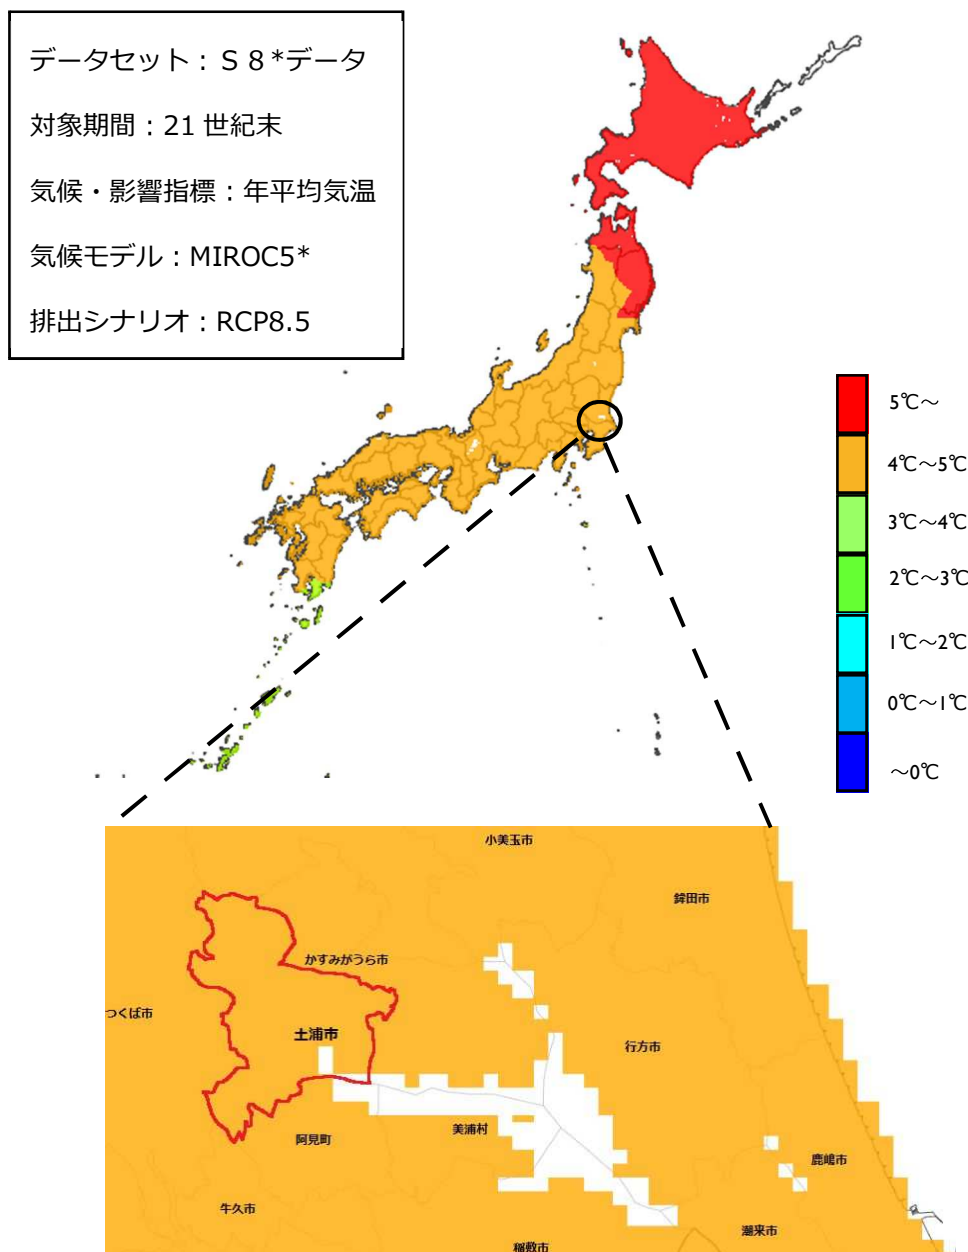 データセット：Ｓ８*データ
対象期間：21 世紀末
気候・影響指標：年平均気温
気候モデル：MIROC5*
排出シナリオ：RCP8.5
5℃～
4℃～5℃
3℃～4℃
2℃～3℃
1℃～2℃
0℃～1℃
～0℃
小美玉市
鉾田市
かすみがうら市
つくば市
土浦市
行方市
美浦村
阿見町
鹿嶋市
牛久市
潮来市
稲敷市